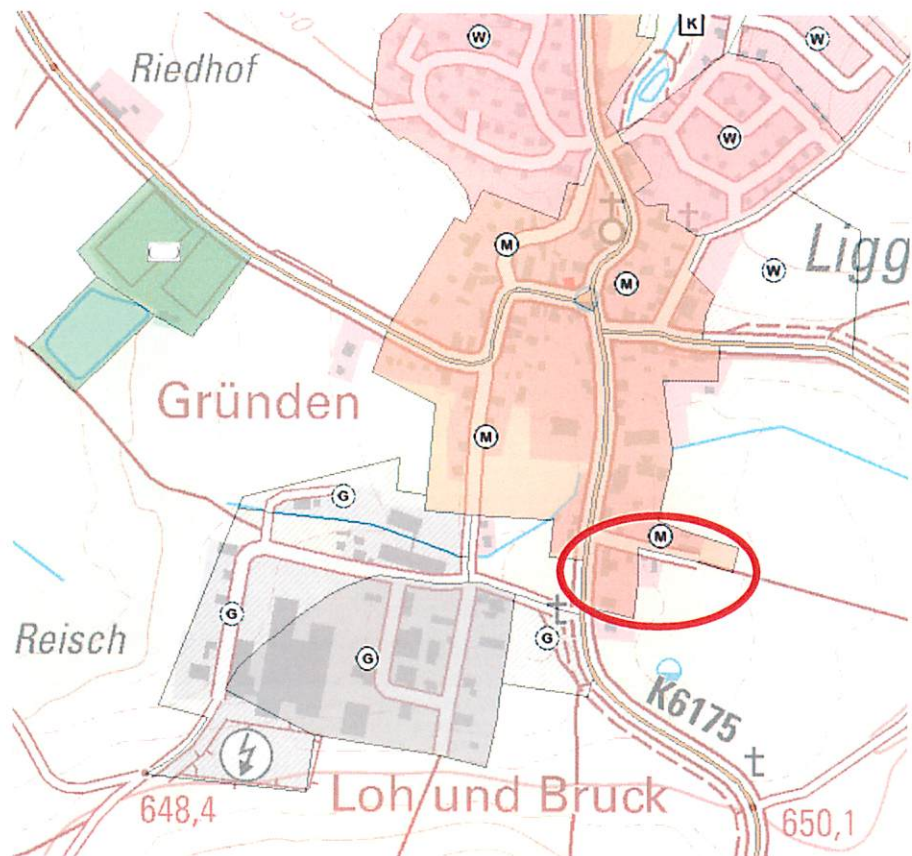 K
W
W
Riedhof
W
M
M
W
Ligg
Gründen
M
G
M
G
G
Reisch
G
K6175
Loh und Bruck
648,4
650,1